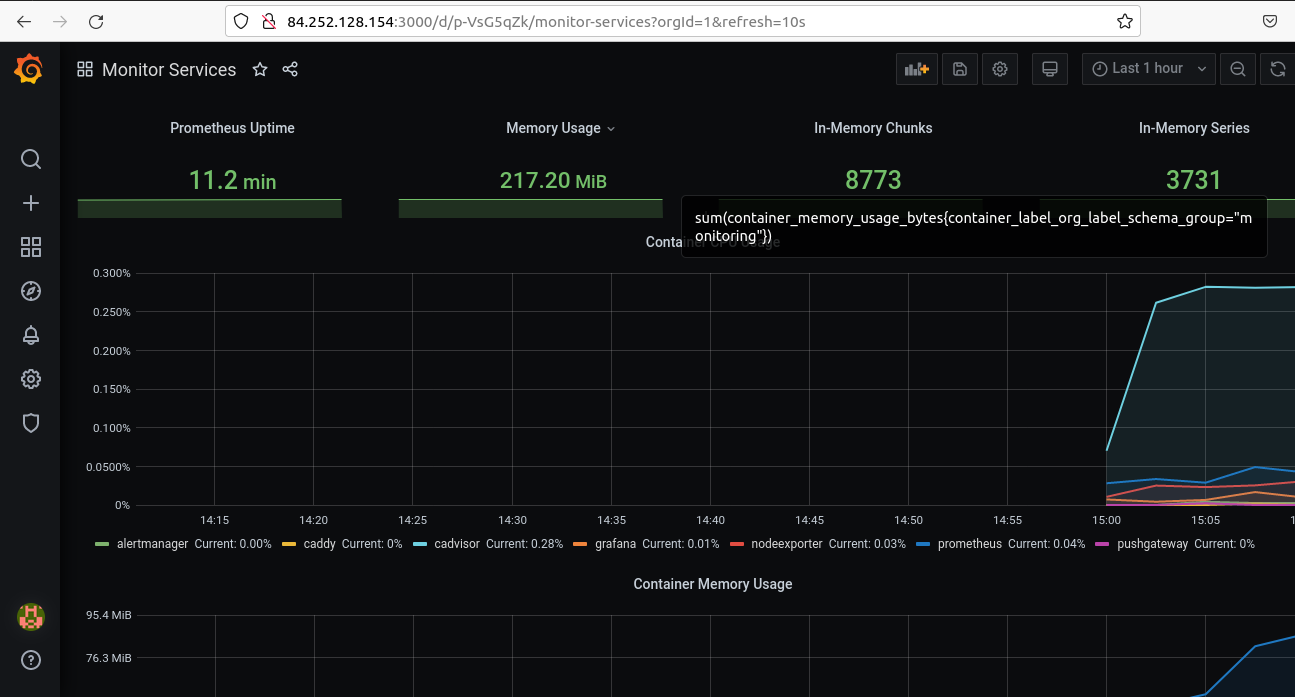 84.252.128.154:3000/d/p-VsG5qZk/monitor-services?orgId=1&refresh=10s
Monitor Services
Last 1 hour
Prometheus Uptime
Memory Usage
In-Memory Chunks
In-Memory Series
11.2 min
217.20 MiB
8773
3731
sum(container_memory_usage_bytes{container_label_org_label_schema_group="m
onitoring"})
Container CPU Usage
0.300%
0.250%
0.200%
0.150%
0.100%
0.0500%
0%
14:15 14:20 14:25 14:30 14:35 14:40 14:45 14:50 14:55 15:00 15:05
alertmanager Current: 0.00% caddy Current: 0% cadvisor Current: 0.28% grafana Current: 0.01% nodeexporter Current: 0.03% prometheus Current: 0.04% pushgateway Current: 0%
Container Memory Usage
95.4 MiB
76.3 MiB